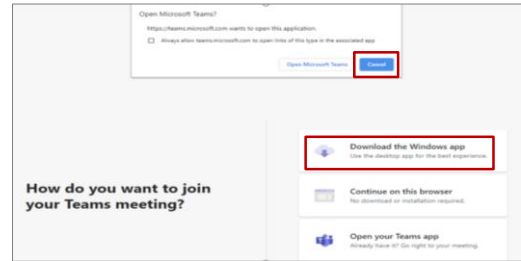 Open Microsoft Teams?
https://teams.microsoft.com wants to open this application.
Always allow teams.microsoft.com to open links of this type in the associated app
Open Microsoft Teams
Cancel
Download the Windows app
Use the desktop app for the best experience.
How do you want to join
your Teams meeting?
Continue on this browser
No download or installation required.
Open your Teams app
Already have it? Go right to your meeting.